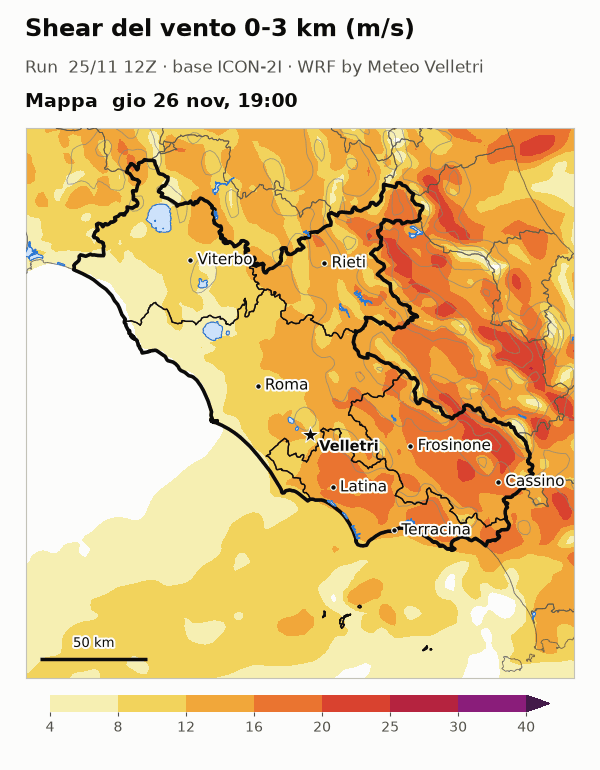 Shear del vento 0-3 km (m/s)
Run  25/11 12Z · base ICON-2I · WRF by Meteo Velletri
Mappa  gio 26 nov, 19:00
Viterbo
Rieti
Roma
Velletri
Frosinone
Latina
Cassino
Terracina
50 km
4 8 12 16 20 25 30 40